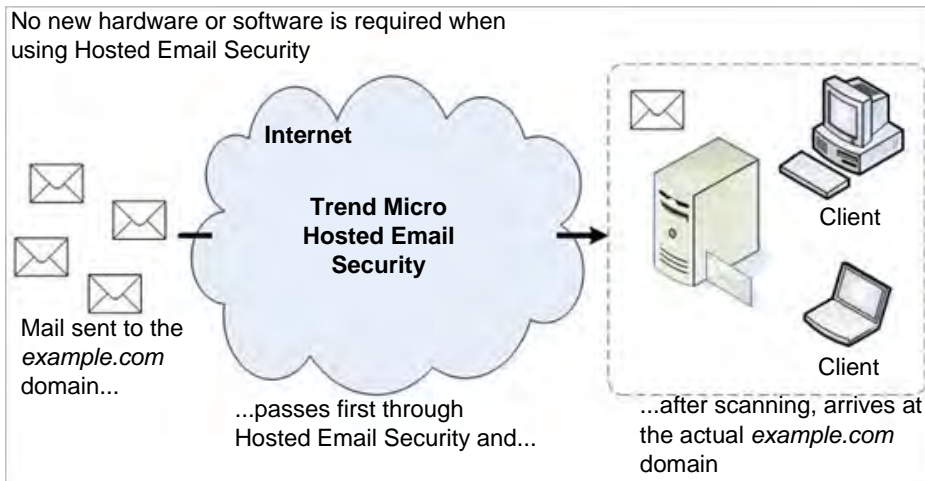 No new hardware or software is required when
using Hosted Email Security
Internet
Trend Micro
Hosted Email
Security
Client
Client
Mail sent to the
example.com
domain...
...passes first through
Hosted Email Security and...
...after scanning, arrives at
the actual example.com
domain